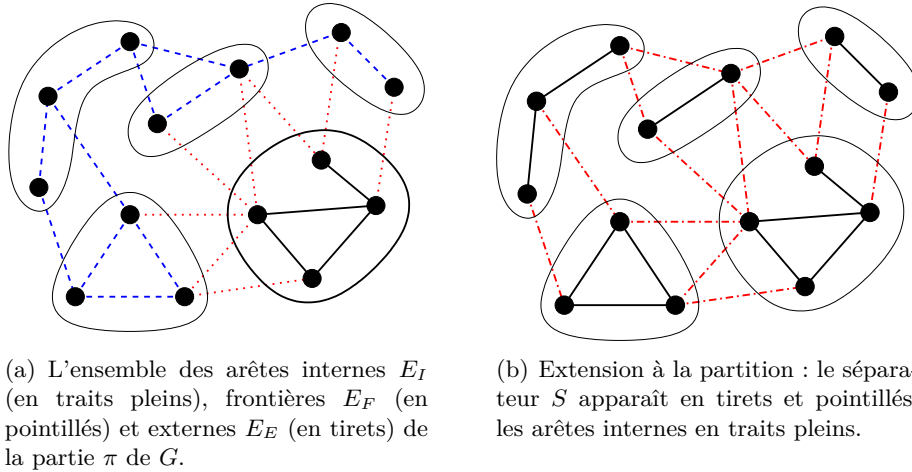 (a) L'ensemble des arêtes internes E_I
(en traits pleins), frontières E_F (en
pointillés) et externes E_E (en tirets) de
la partie π de G.
(b) Extension à la partition : le sépara-
teur S apparaît en tirets et pointillés
les arêtes internes en traits pleins.